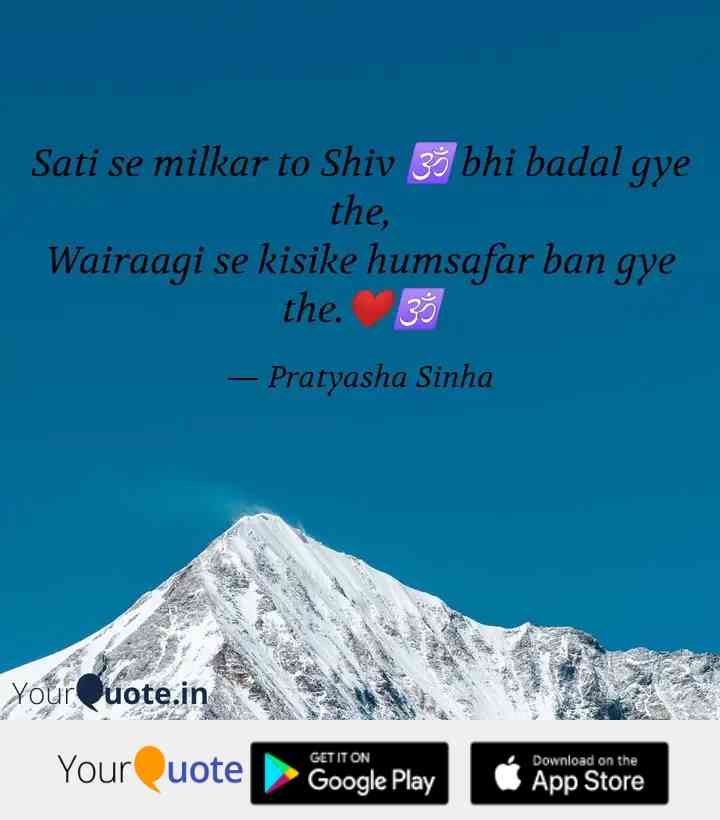 Sati se milkar to Shiv 🕉 bhi badal gye
the,
Wairaagi se kisike humsafar ban gye
the. ❤🕉
— Pratyasha Sinha
YourQuote.in
YourQuote
GET IT ON
Google Play
Download on the
App Store